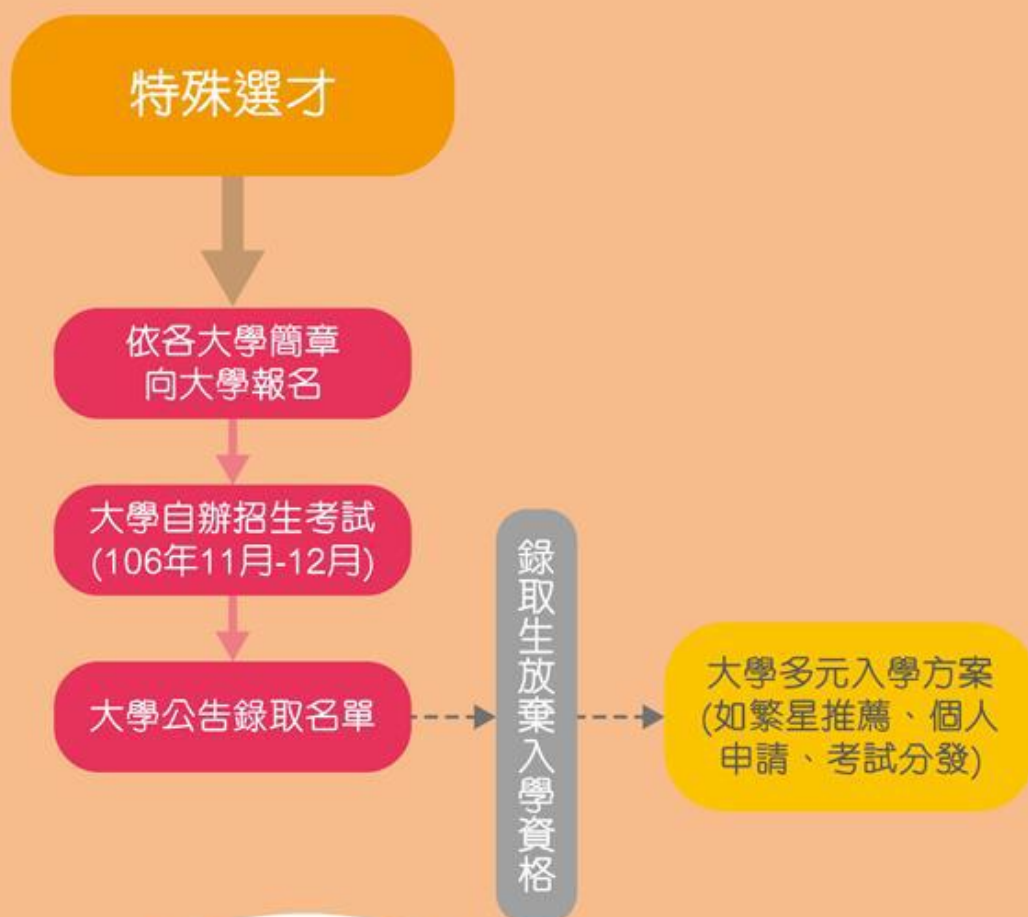 特殊選才
依各大學簡章
向大學報名
大學自辦招生考試
(106年11月-12月)
大學公告錄取名單
錄取生放棄入學資格
大學多元入學方案
(如繁星推薦、個人
申請、考試分發)